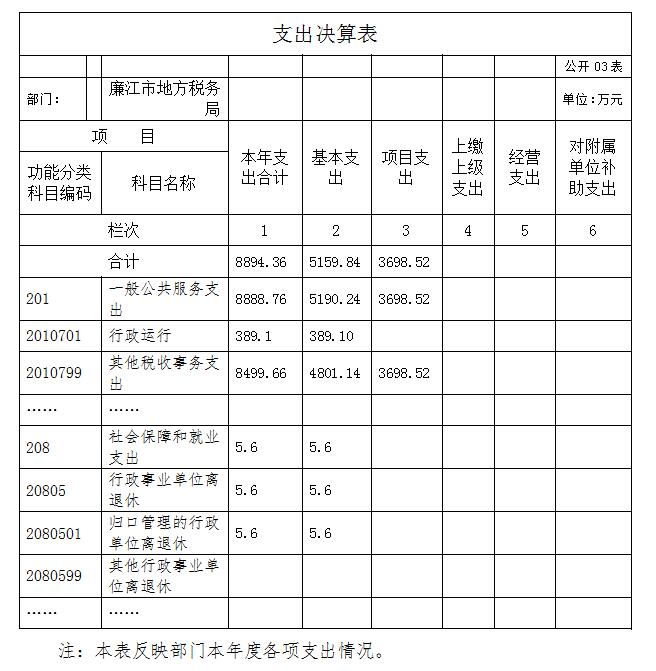 支出决算表
公开 03 表
部门： 廉江市地方税务局 单位：万元
项 目 本年支出合计 基本支出 项目支出 上缴上级支出 经营支出 对附属单位补助支出
功能分类科目编码 科目名称
栏次 1 2 3 4 5 6
合计 8894.36 5159.84 3698.52
201 一般公共服务支出 8888.76 5190.24 3698.52
2010701 行政运行 389.1 389.10
2010799 其他税收事务支出 8499.66 4801.14 3698.52
…… ……
208 社会保障和就业支出 5.6 5.6
20805 行政事业单位离退休 5.6 5.6
2080501 归口管理的行政单位离退休 5.6 5.6
2080599 其他行政事业单位离退休
…… ……
注：本表反映部门本年度各项支出情况。